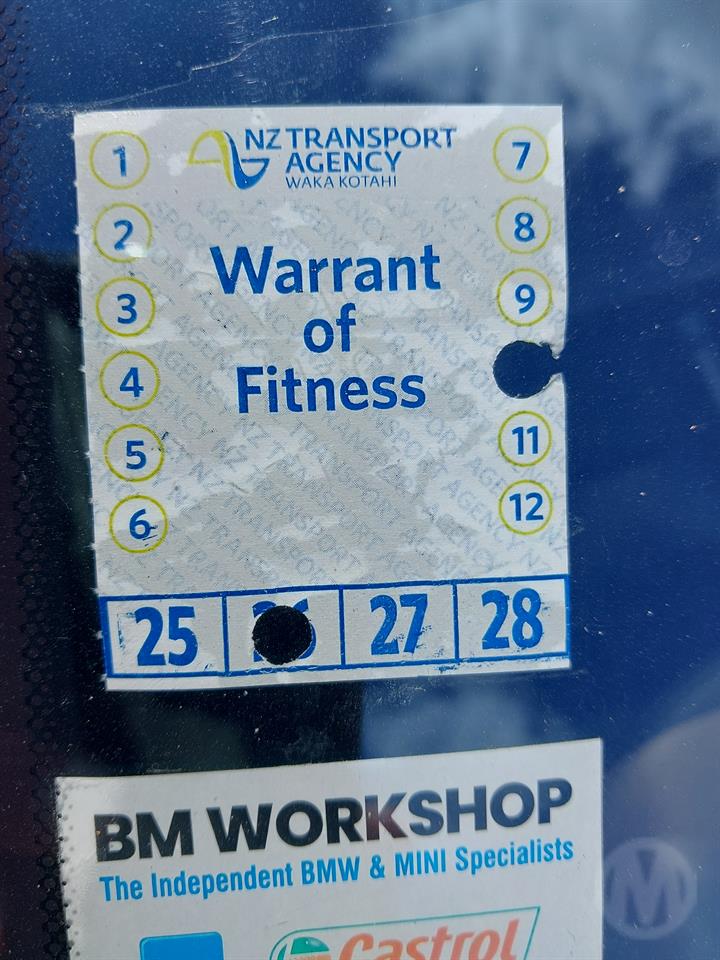 NZ TRANSPORT
AGENCY
WAKA KOTAHI
1
2
3
4
5
6
7
8
9
11
12
Warrant
of
Fitness
25
27
28
BM WORKSHOP
The Independent BMW & MINI Specialists
Castrol
M